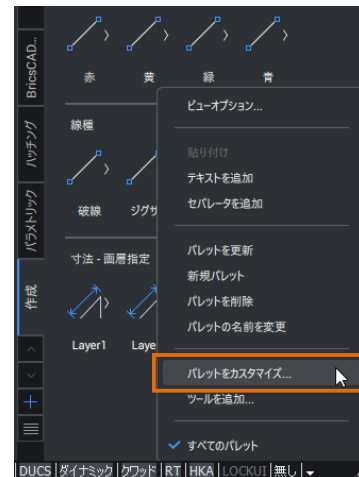 BricsCAD...
ハッチング
パラメトリック
作成
赤
黄
緑
青
線種
破線
ジグサ
寸法 - 画層指定
Layer1
Laye
ビューオプション...
貼り付け
テキストを追加
セパレータを追加
パレットを更新
新規パレット
パレットを削除
パレットの名前を変更
パレットをカスタマイズ...
ツールを追加...
すべてのパレット
DUCS ダイナミック クワッド RT HKA LOCKUI 無し